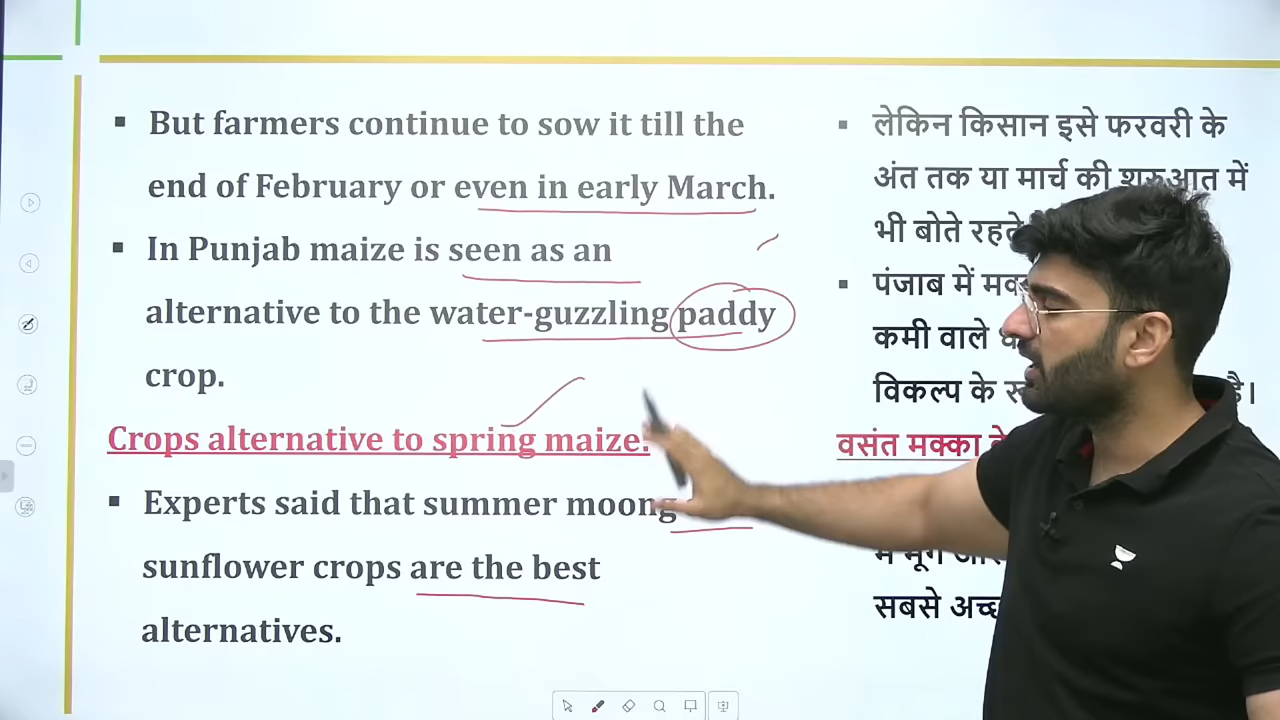 But farmers continue to sow it till the
end of February or even in early March.
In Punjab maize is seen as an
alternative to the water-guzzling paddy
crop.
Crops alternative to spring maize:
Experts said that summer moong
sunflower crops are the best
alternatives.
लेकिन किसान इसे फरवरी के
अंत तक या मार्च की शुरुआत में
भी बोते रहते
पंजाब में
कमी वाले
विकल्प के है।
वसंत मक्का
में मूंग
सबसे